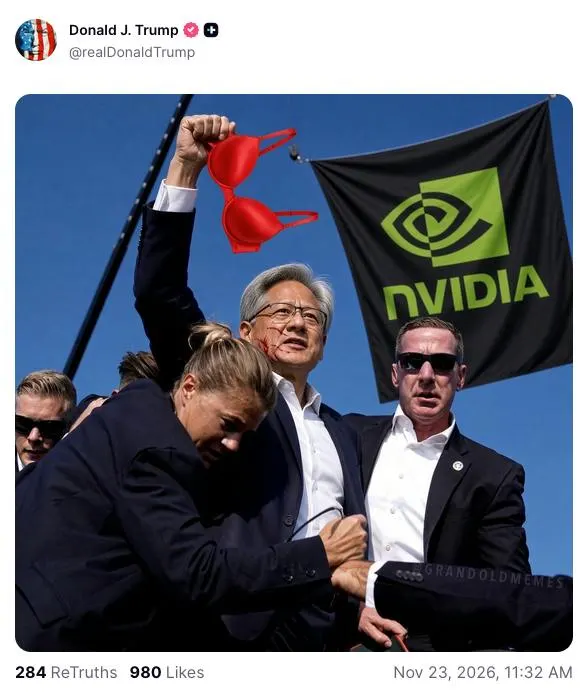 Donald J. Trump
@realDonaldTrump
NVIDIA
@GRANDOLDMEMES
284 ReTruths 980 Likes
Nov 23, 2026, 11:32 AM